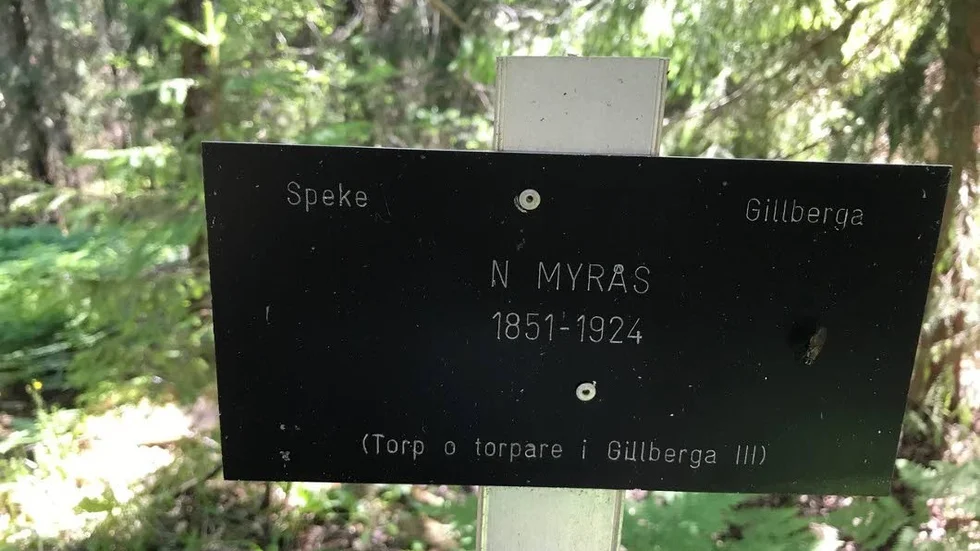 Speke Gillberga
N MYRÅS
1851-1924
(Torp o torpare i Gillberga III)